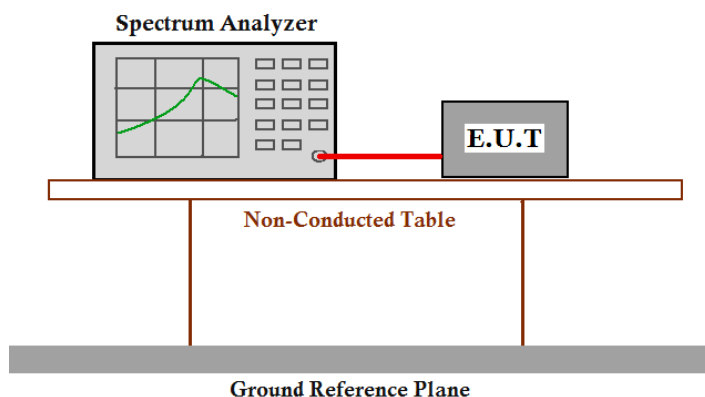 Spectrum Analyzer
E.U.T
Non-Conducted Table
Ground Reference Plane